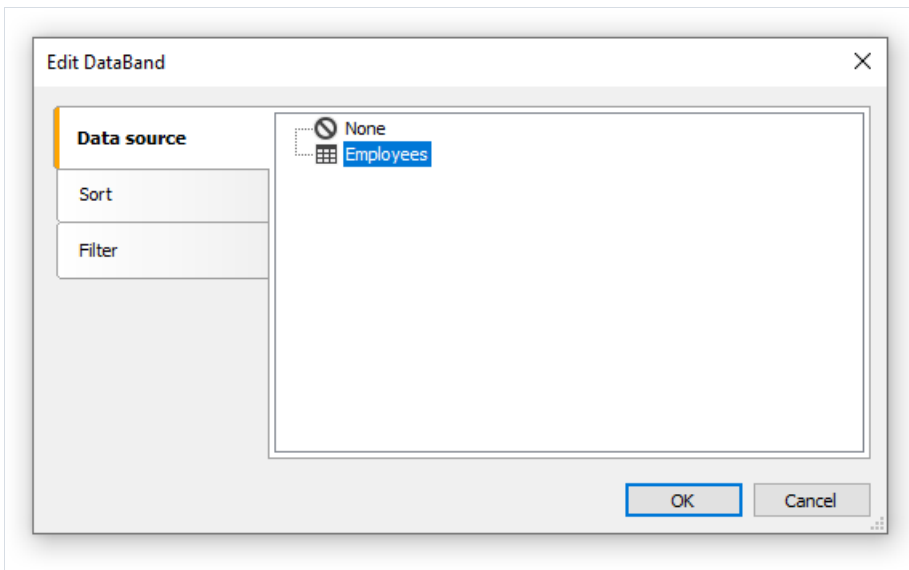 Edit DataBand
Data source
Sort
Filter
None
Employees
OK
Cancel